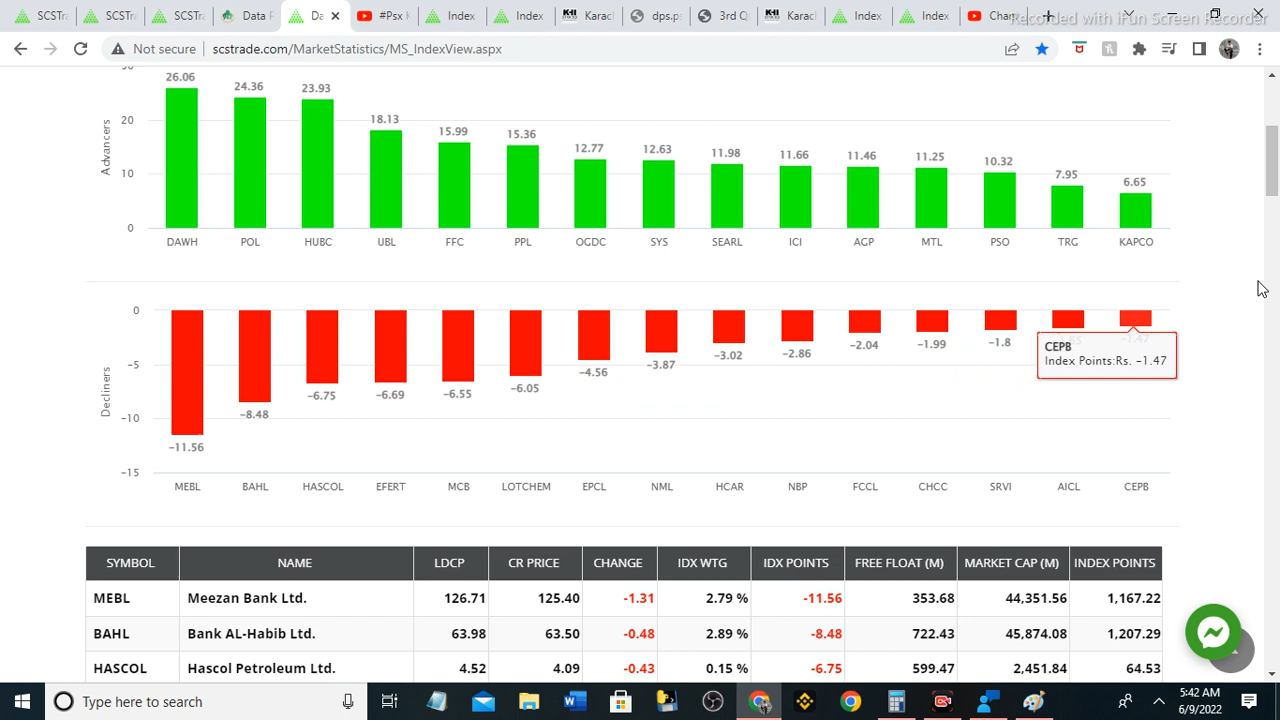 SCSTr
SCSTr
SCSTr
Data R
Da
#Psx K
Index
Index
Karach
dps.p
3rd Q
Karach
Index
Index
Recorded with iFun Screen Recorder
Not secure
scstrade.com/MarketStatistics/MS_IndexView.aspx
26.06 24.36 23.93 18.13 15.99 15.36 12.77 12.63 11.98 11.66 11.46 11.25 10.32 7.95 6.65
Advancers
20
10
0
DAWH POL HUBC UBL FFC PPL OGDC SYS SEARL ICI AGP MTL PSO TRG KAPCO
Decliners
0
-5
-10
-15
-11.56 -8.48 -6.75 -6.69 -6.55 -6.05 -4.56 -3.87 -3.02 -2.86 -2.04 -1.99 -1.8 -1.47
CEPB
Index Points:Rs. -1.47
MEBL BAHL HASCOL EFERT MCB LOTCHEM EPCL NML HCAR NBP FCCL CHCC SRVI AICL CEPB
SYMBOL NAME LDCP CR PRICE CHANGE IDX WTG IDX POINTS FREE FLOAT (M) MARKET CAP (M) INDEX POINTS
MEBL Meezan Bank Ltd. 126.71 125.40 -1.31 2.79 % -11.56 353.68 44,351.56 1,167.22
BAHL Bank AL-Habib Ltd. 63.98 63.50 -0.48 2.89 % -8.48 722.43 45,874.08 1,207.29
HASCOL Hascol Petroleum Ltd. 4.52 4.09 -0.43 0.15 % -6.75 599.47 2,451.84 64.53
Type here to search
5:42 AM
6/9/2022